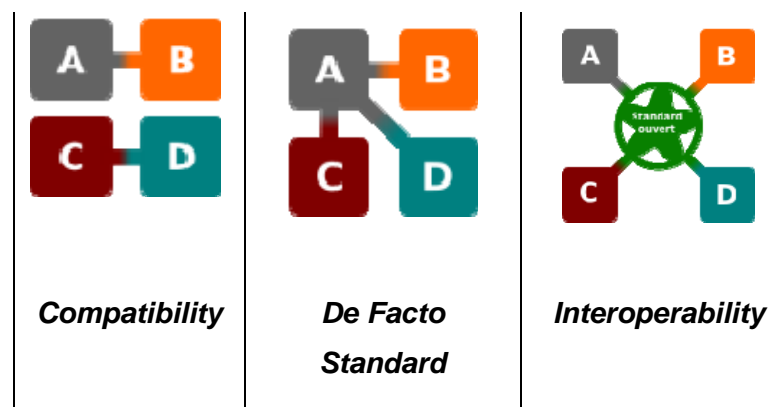 A B
C D
Compatibility
A B
C D
De Facto
Standard
A B
Standard
ouvert
C D
Interoperability